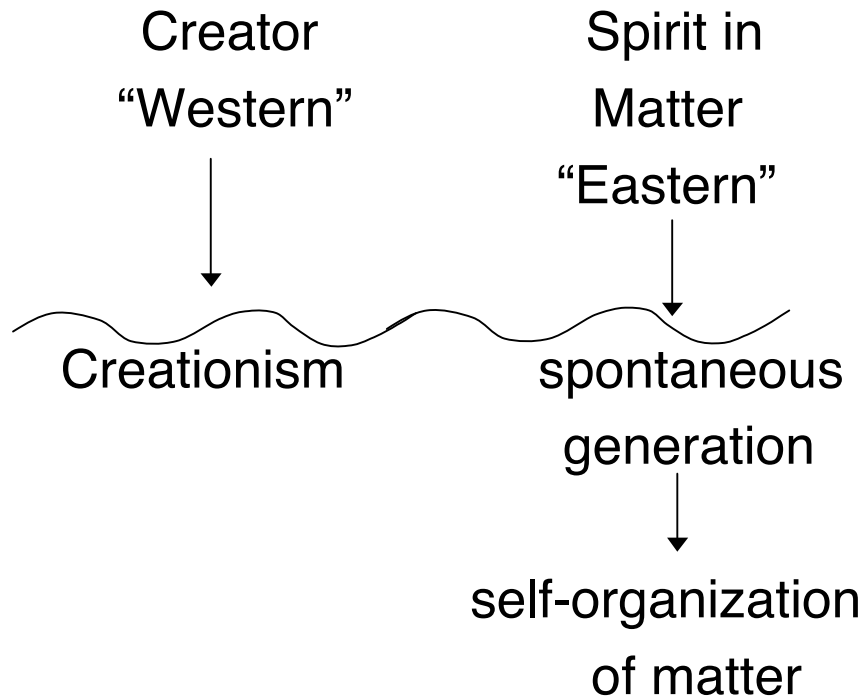 Creator
“Western”
Spirit in
Matter
“Eastern”
Creationism
spontaneous
generation
self-organization
of matter